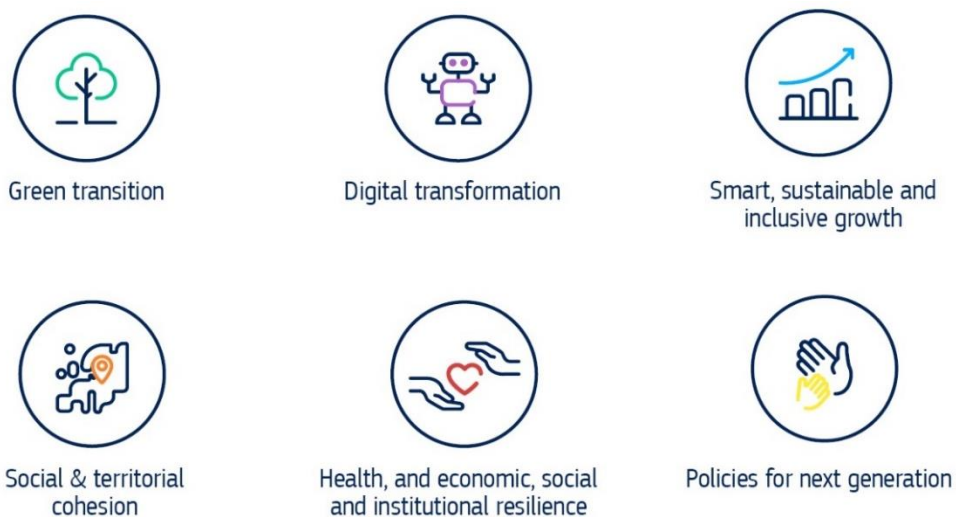 Green transition
Digital transformation
Smart, sustainable and
inclusive growth
Social & territorial
cohesion
Health, and economic, social
and institutional resilience
Policies for next generation